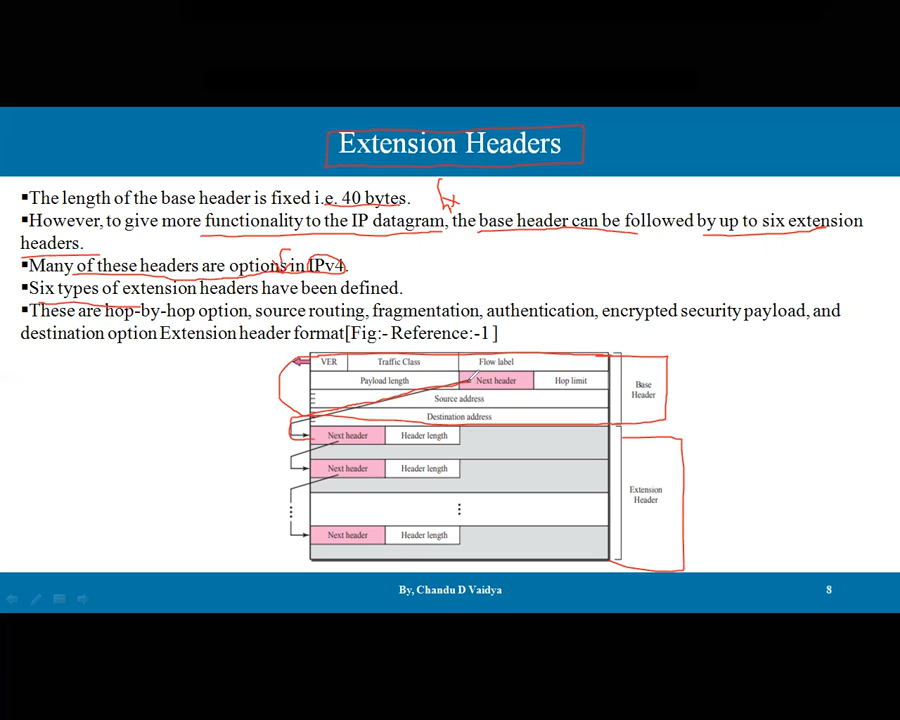 Extension Headers
▪The length of the base header is fixed i.e. 40 bytes.
▪However, to give more functionality to the IP datagram, the base header can be followed by up to six extension
headers.
▪Many of these headers are options in IPv4.
▪Six types of extension headers have been defined.
▪These are hop-by-hop option, source routing, fragmentation, authentication, encrypted security payload, and
destination option Extension header format[Fig:- Reference:-1]
VER Traffic Class Flow label
Payload length Next header Hop limit
Source address
Destination address
Base
Header
Next header Header length
Next header Header length
Extension
Header
Next header Header length
By, Chandu D Vaidya
8